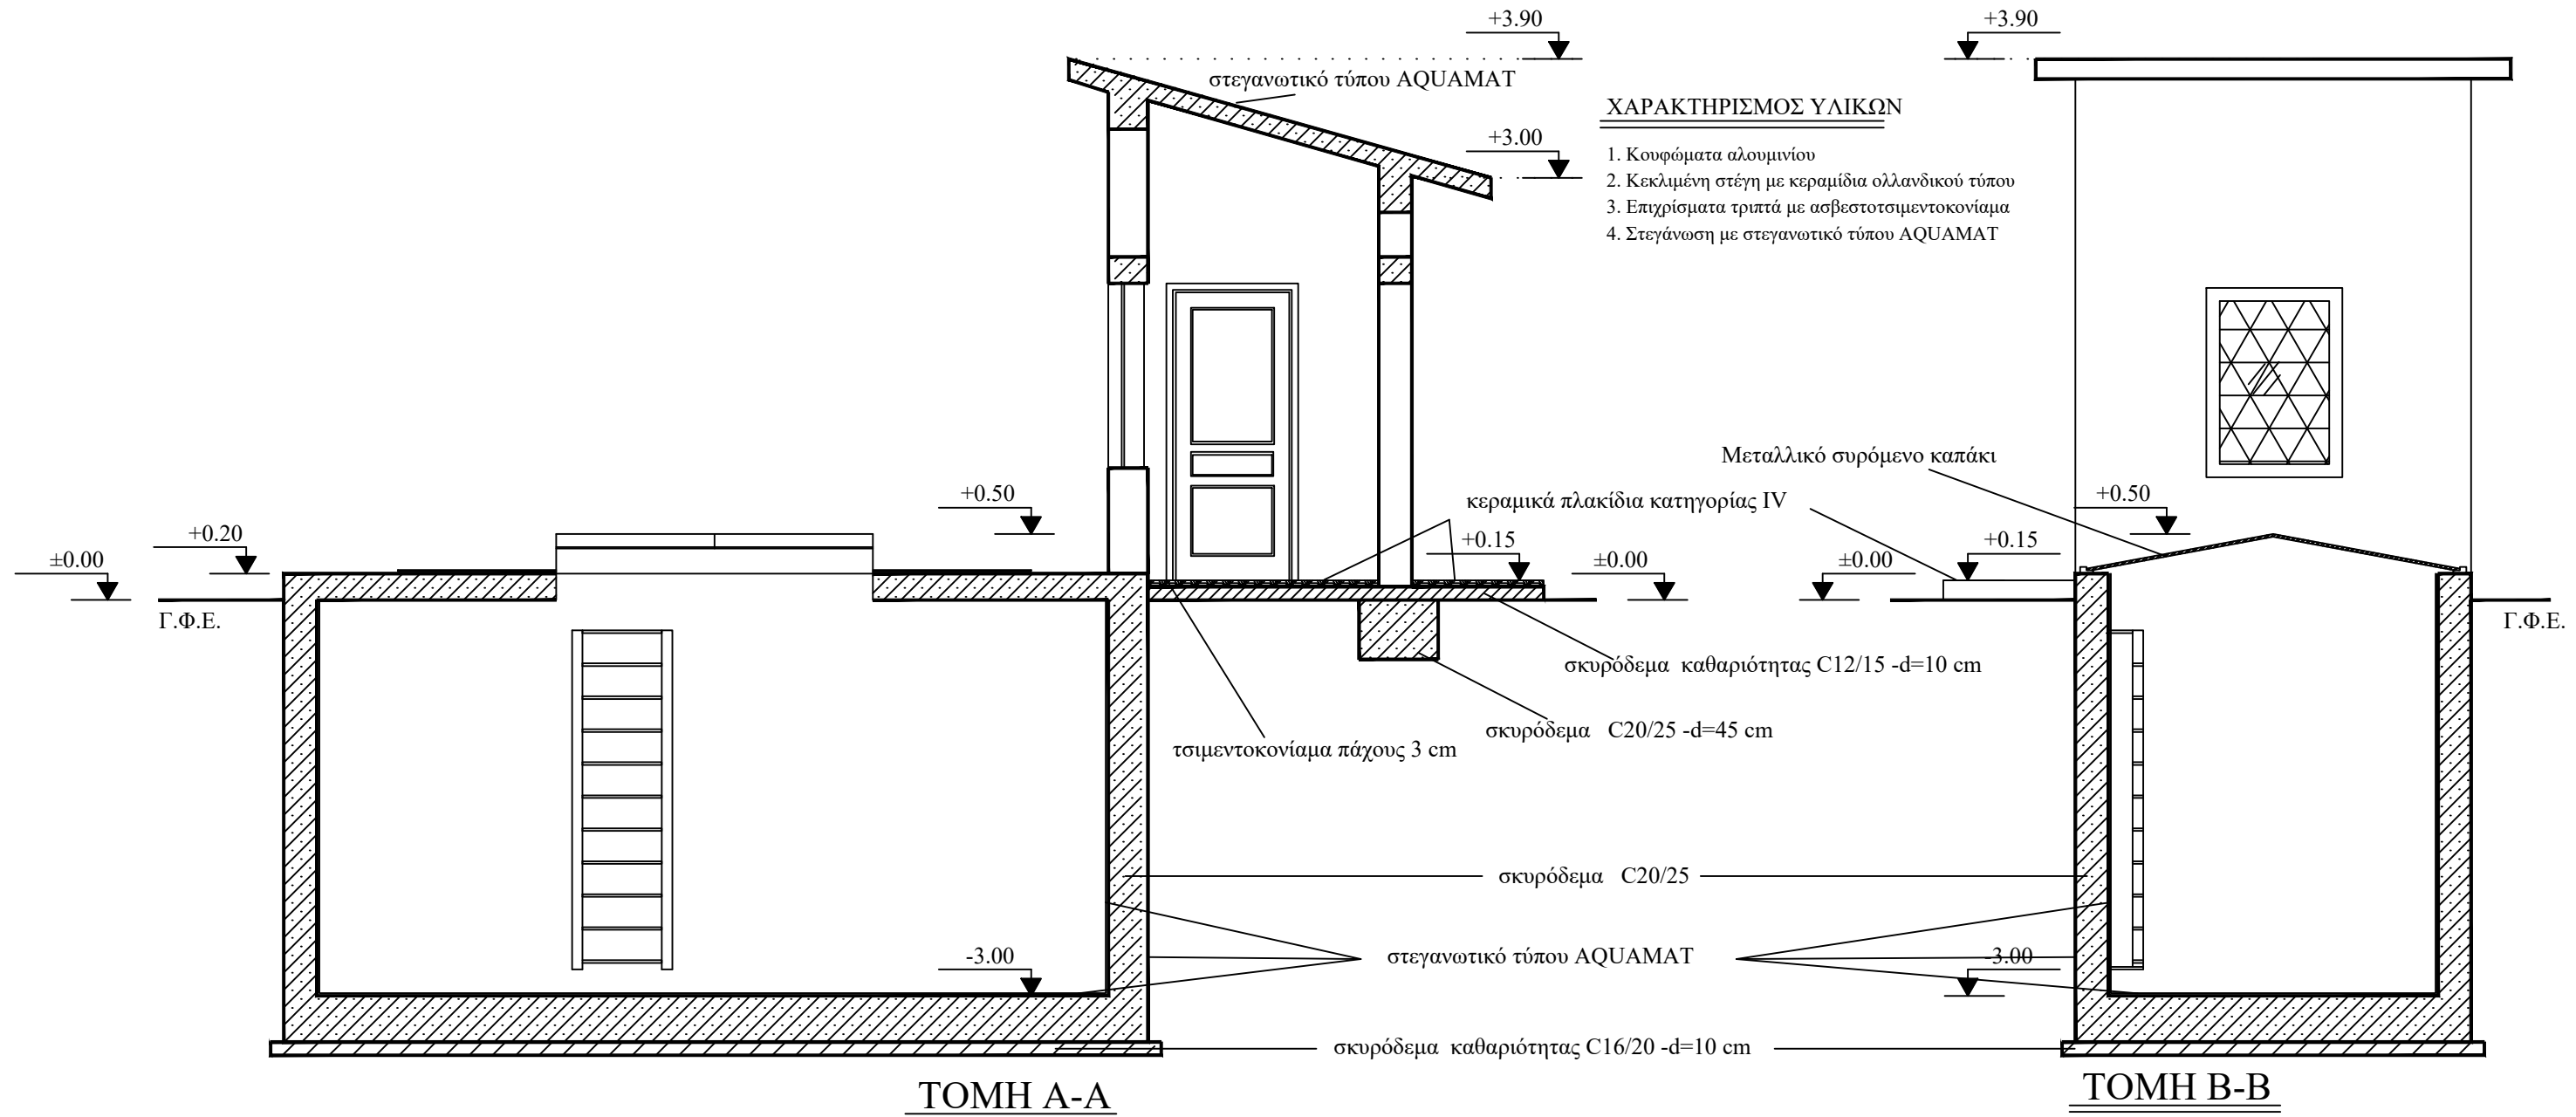 +3.90
+3.90
στεγανωτικό τύπου AQUAMAT
ΧΑΡΑΚΤΗΡΙΣΜΟΣ ΥΛΙΚΩΝ
+3.00
1. Κουφώματα αλουμινίου
2. Κεκλιμένη στέγη με κεραμίδια ολλανδικού τύπου
3. Επιχρίσματα τριπτά με ασβεστοτσιμεντοκονίαμα
4. Στεγάνωση με στεγανωτικό τύπου AQUAMAT
Μεταλλικό συρόμενο καπάκι
+0.50
κεραμικά πλακίδια κατηγορίας IV
+0.50
±0.00
+0.20
+0.15
±0.00
±0.00
+0.15
Γ.Φ.Ε.
Γ.Φ.Ε.
σκυρόδεμα καθαριότητας C12/15 -d=10 cm
σκυρόδεμα C20/25 -d=45 cm
τσιμεντοκονίαμα πάχους 3 cm
σκυρόδεμα C20/25
-3.00
στεγανωτικό τύπου AQUAMAT
-3.00
σκυρόδεμα καθαριότητας C16/20 -d=10 cm
ΤΟΜΗ Α-Α
ΤΟΜΗ Β-Β